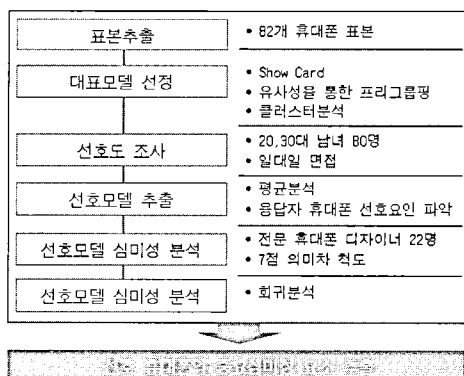 표본추출
• 82개 휴대폰 표본
대표모델 선정
• Show Card
• 유사성을 통한 프리그룹핑
• 클러스터분석
선호도 조사
• 20,30대 남녀 80명
• 일대일 면접
선호모델 추출
• 평균분석
• 응답자 휴대폰 선호요인 파악
선호모델 심미성 분석
• 전문 휴대폰 디자이너 22명
• 7점 의미차 척도
선호모델 심미성 분석
• 회귀분석